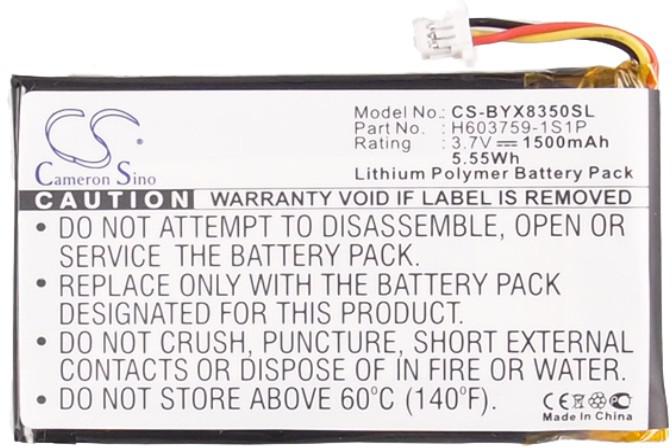 CS
Cameron Sino
Model No.: CS-BYX8350SL
Part No.: H603759-1S1P
Rating : 3.7V 1500mAh
5.55Wh
Lithium Polymer Battery Pack
CAUTION WARRANTY VOID IF LABEL IS REMOVED
• DO NOT ATTEMPT TO DISASSEMBLE, OPEN OR
SERVICE THE BATTERY PACK.
• REPLACE ONLY WITH THE BATTERY PACK
DESIGNATED FOR THIS PRODUCT.
• DO NOT CRUSH, PUNCTURE, SHORT EXTERNAL
CONTACTS OR DISPOSE OF IN FIRE OR WATER.
• DO NOT STORE ABOVE 60°C (140°F).
CE FC
Made In China